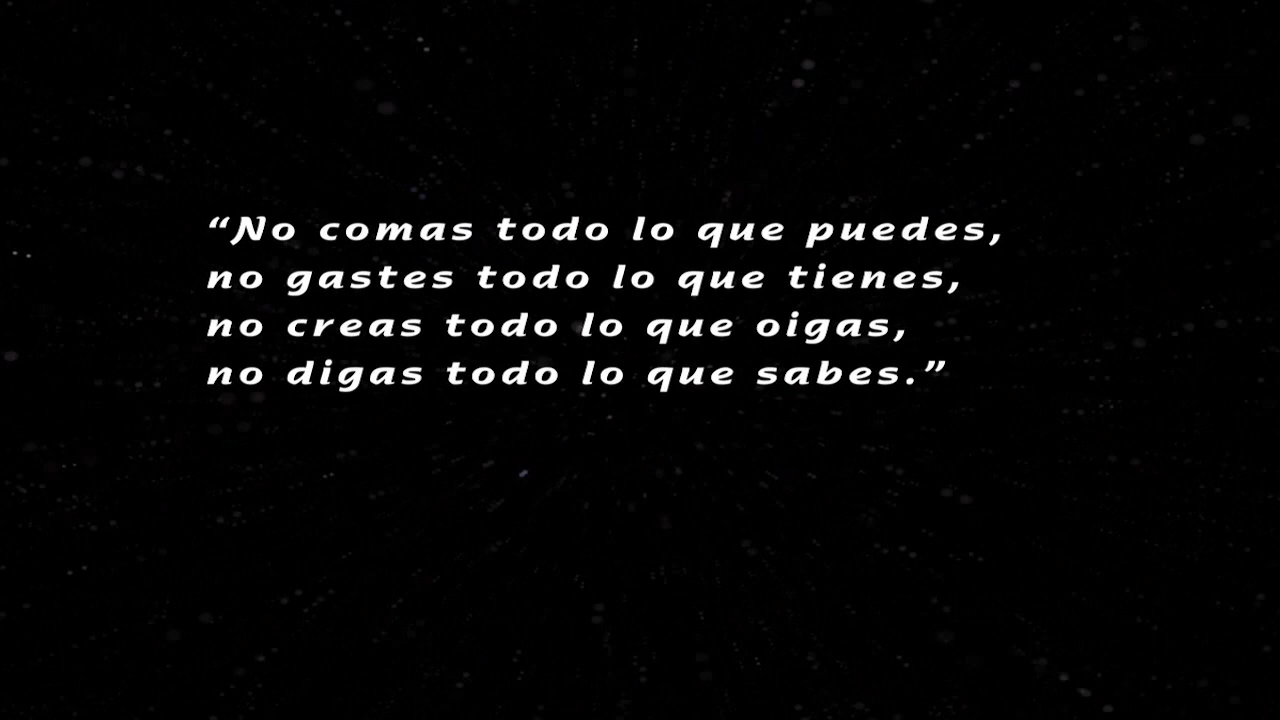 “No comas todo lo que puedes,
no gastes todo lo que tienes,
no creas todo lo que oigas,
no digas todo lo que sabes.”